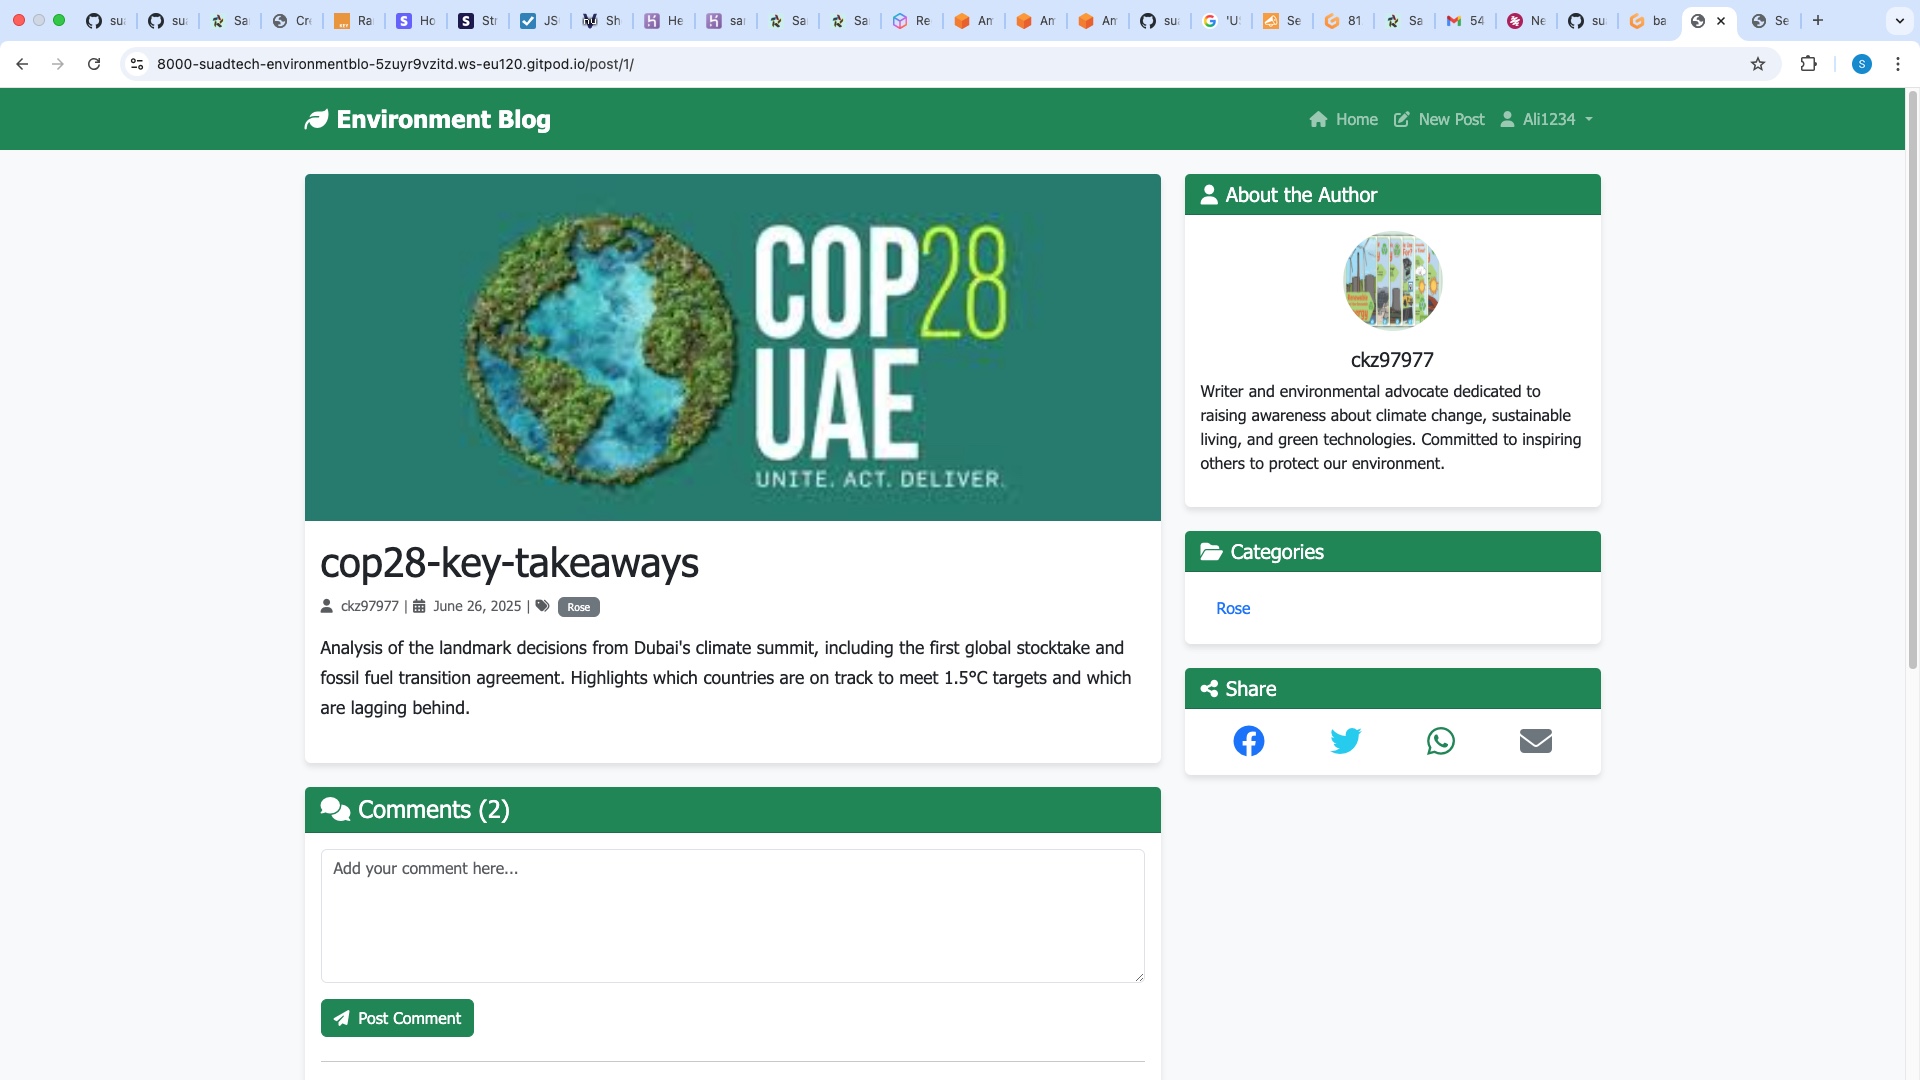 su
su
Sa
Cr
Ra
Ho
Str
JS
Sh
He
sa
Sa
Sa
Re
An
An
An
su
'U
Se
81
Sa
54
Ne
su
ba
Se
8000-suadtech-environmentblo-5zuyr9vzitd.ws-eu120.gitpod.io/post/1/
S
Environment Blog
Home
New Post
Ali1234
COP28
UAE
UNITE. ACT. DELIVER.
cop28-key-takeaways
ckz97977 | June 26, 2025 | Rose
Analysis of the landmark decisions from Dubai's climate summit, including the first global stocktake and
fossil fuel transition agreement. Highlights which countries are on track to meet 1.5°C targets and which
are lagging behind.
Comments (2)
Add your comment here...
Post Comment
About the Author
ckz97977
Writer and environmental advocate dedicated to
raising awareness about climate change, sustainable
living, and green technologies. Committed to inspiring
others to protect our environment.
Categories
Rose
Share